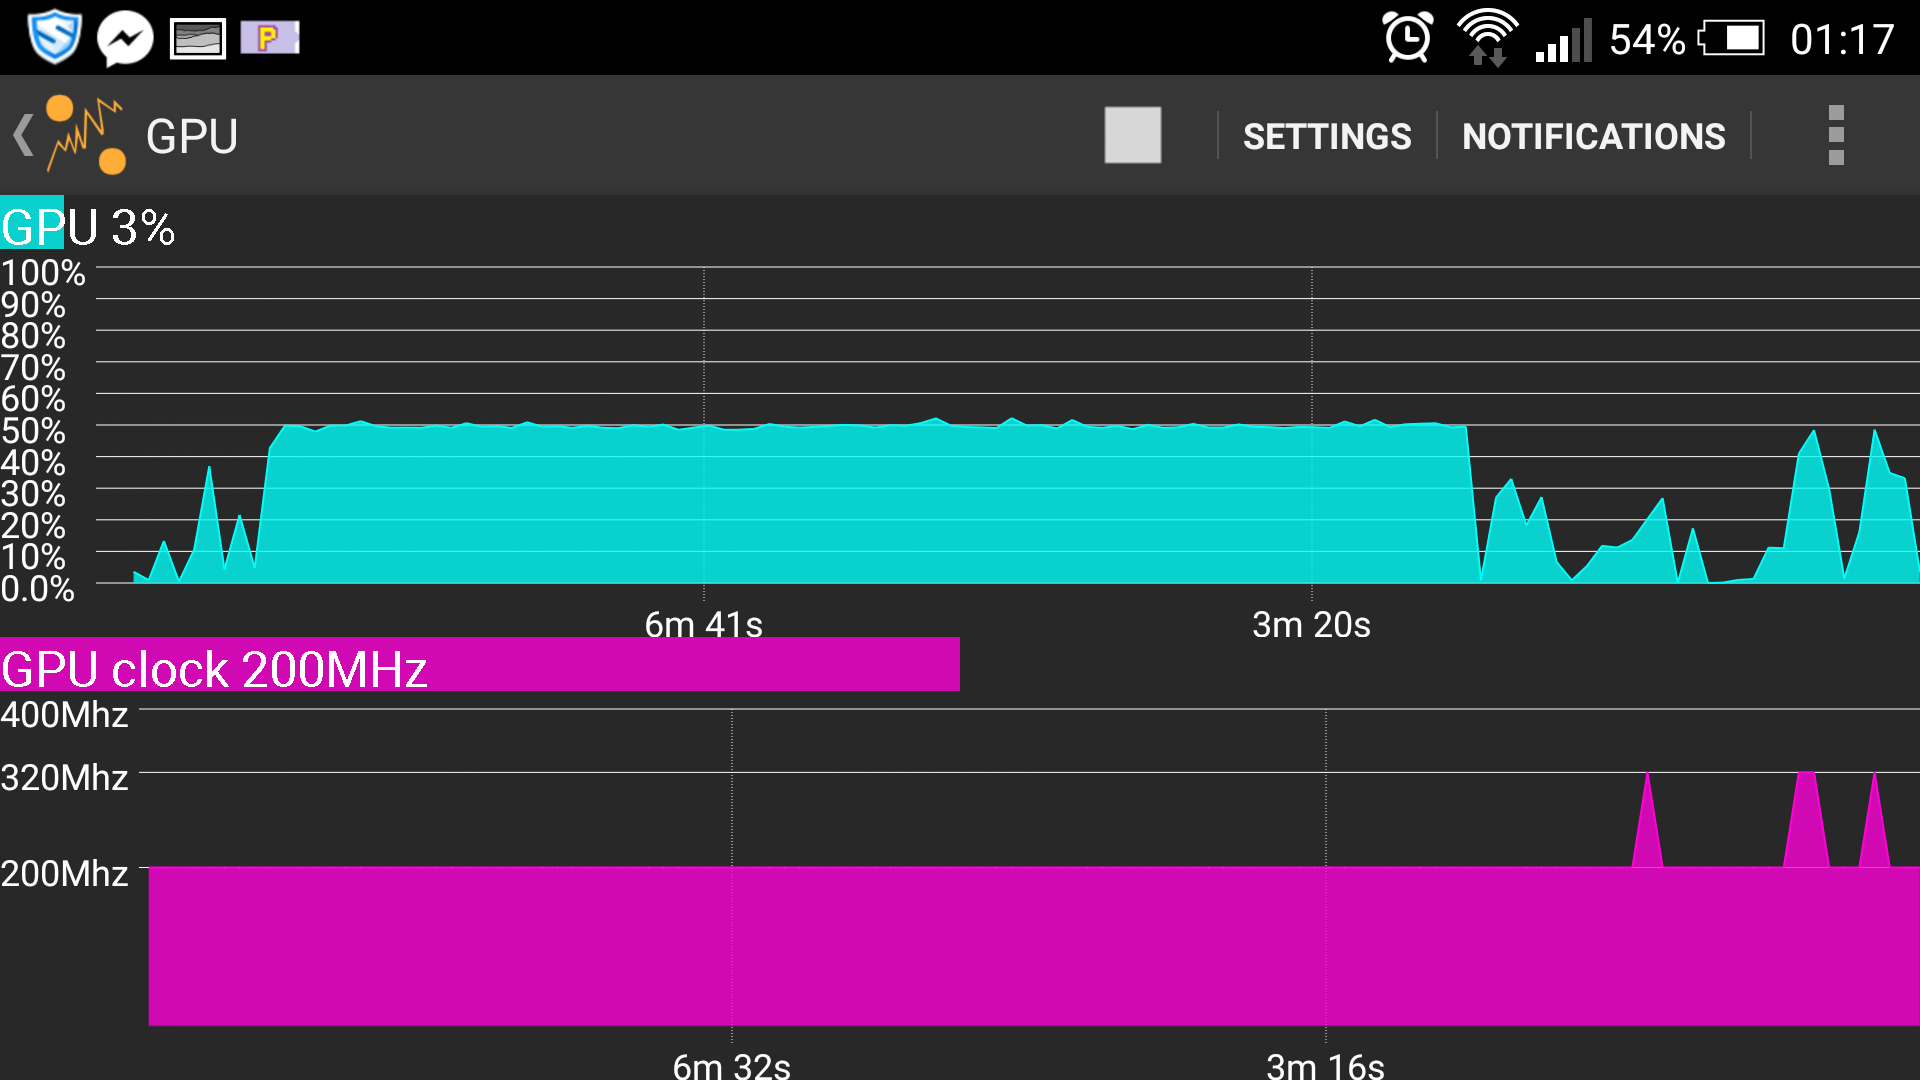 P 54% 01:17
GPU SETTINGS NOTIFICATIONS
GPU 3%
100%
90%
80%
70%
60%
50%
40%
30%
20%
10%
0.0%
6m 41s 3m 20s
GPU clock 200MHz
400Mhz
320Mhz
200Mhz
6m 32s 3m 16s